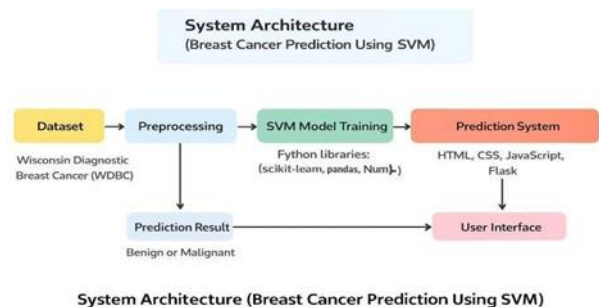 System Architecture
(Breast Cancer Prediction Using SVM)
Dataset
Preprocessing
SVM Model Training
Prediction System
Wisconsin Diagnostic
Breast Cancer (WDBC)
Fython libraries:
(scikit-leam, pandas, Num)-)
HTML, CSS, JavaScript,
Flask
Prediction Result
User Interface
Benign or Malignant
System Architecture (Breast Cancer Prediction Using SVM)